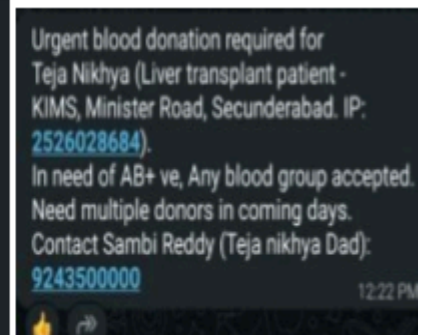 Urgent blood donation required for
Teja Nikhya (Liver transplant patient -
KIMS, Minister Road, Secunderabad. IP:
2526028684).
In need of AB+ ve, Any blood group accepted.
Need multiple donors in coming days.
Contact Sambi Reddy (Teja nikhya Dad):
9243500000
12:22 PM